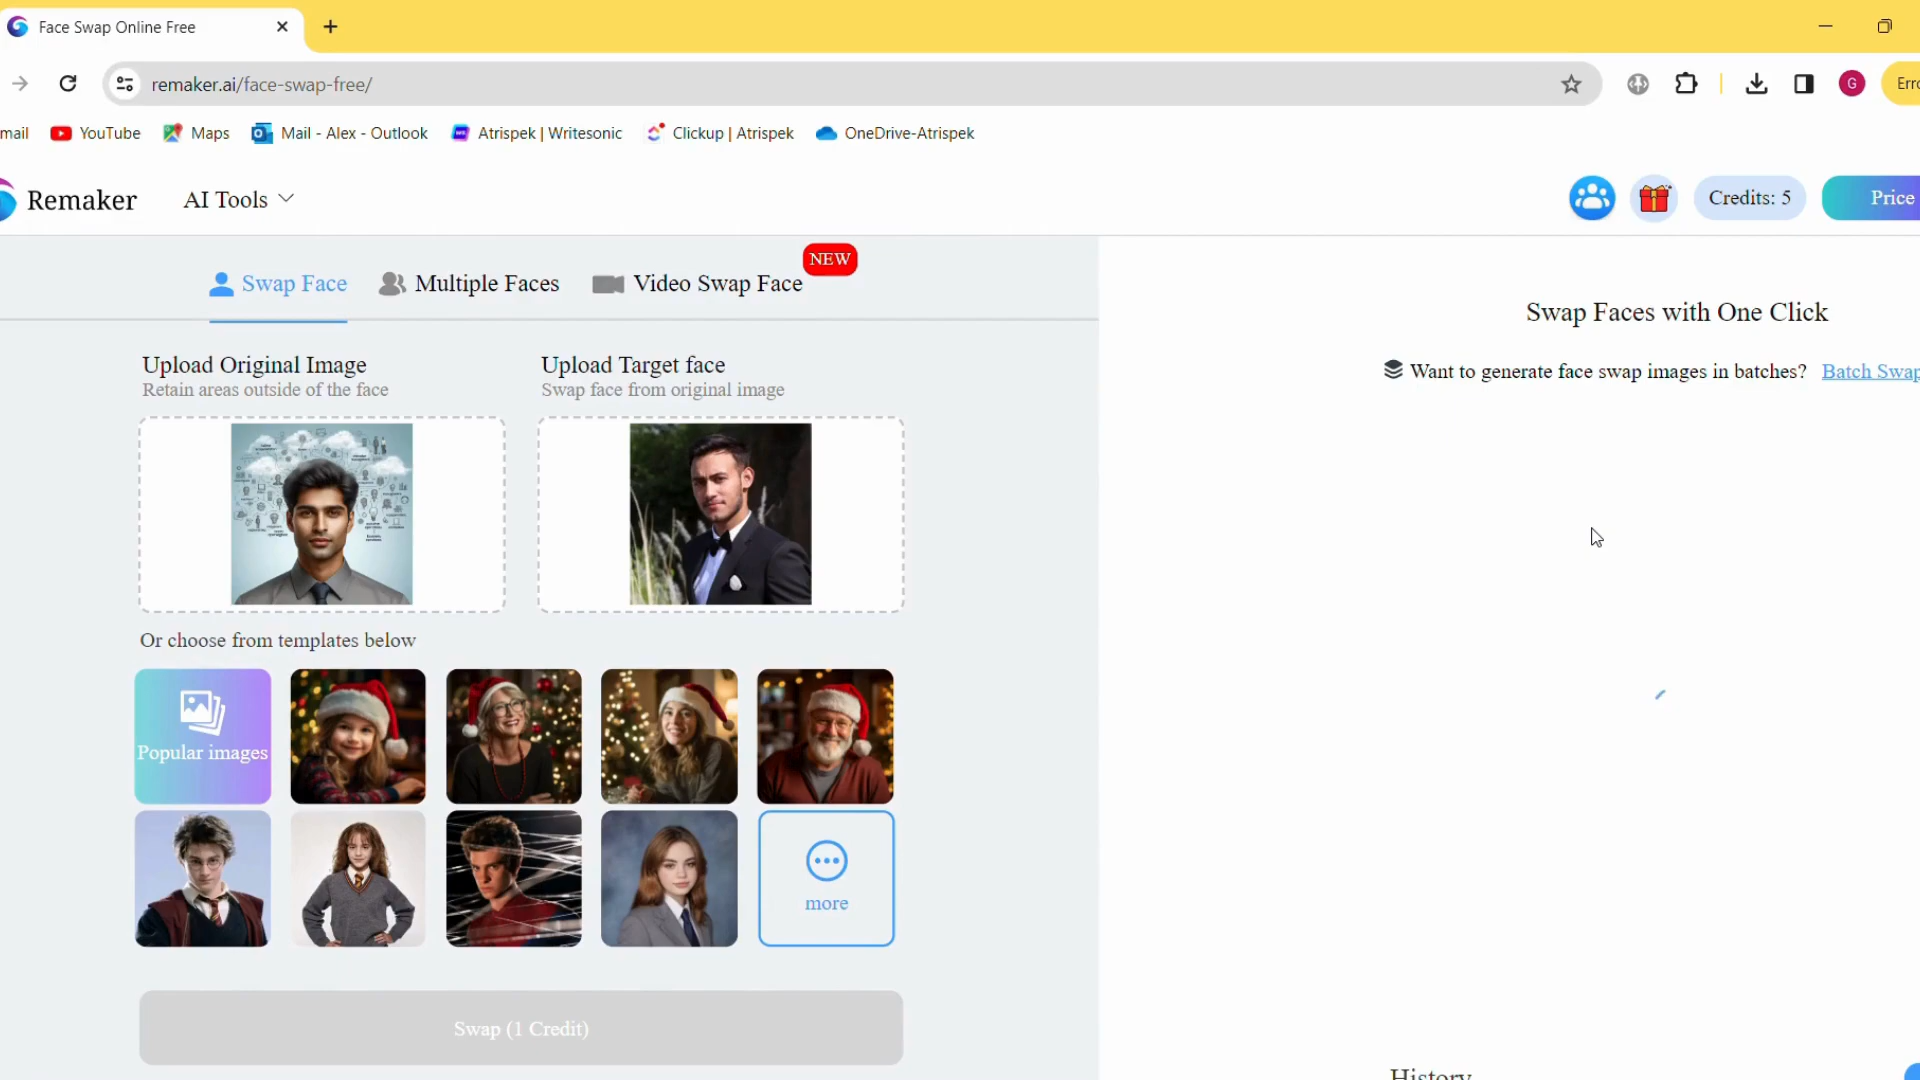 Face Swap Online Free
remaker.ai/face-swap-free/
G
Erro
mail
YouTube
Maps
Mail - Alex - Outlook
Atrispek | Writesonic
Clickup | Atrispek
OneDrive-Atrispek
Remaker
AI Tools
Credits: 5
Price
Swap Face
Multiple Faces
Video Swap Face
NEW
Swap Faces with One Click
Want to generate face swap images in batches? Batch Swap
Upload Original Image
Retain areas outside of the face
Upload Target face
Swap face from original image
Or choose from templates below
Popular images
more
Swap (1 Credit)
History